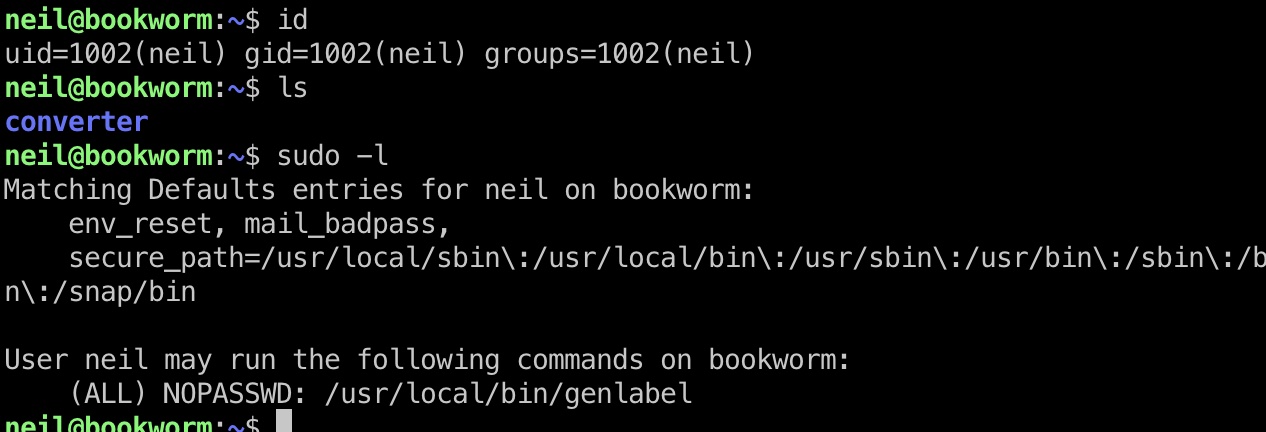 neil@bookworm:~$ id
uid=1002(neil) gid=1002(neil) groups=1002(neil)
neil@bookworm:~$ ls
converter
neil@bookworm:~$ sudo -l
Matching Defaults entries for neil on bookworm:
    env_reset, mail_badpass,
    secure_path=/usr/local/sbin\:/usr/local/bin\:/usr/sbin\:/usr/bin\:/sbin\:/b
n\:/snap/bin

User neil may run the following commands on bookworm:
    (ALL) NOPASSWD: /usr/local/bin/genlabel
neil@bookworm:~$